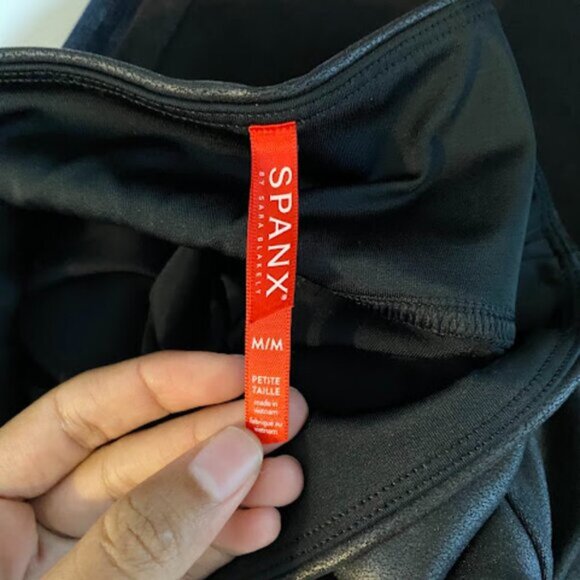 SPANX®
BY SARA BLAKELY
M/M
PETITE
TAILLE
made in
vietnam
fabriqué au
vietnam